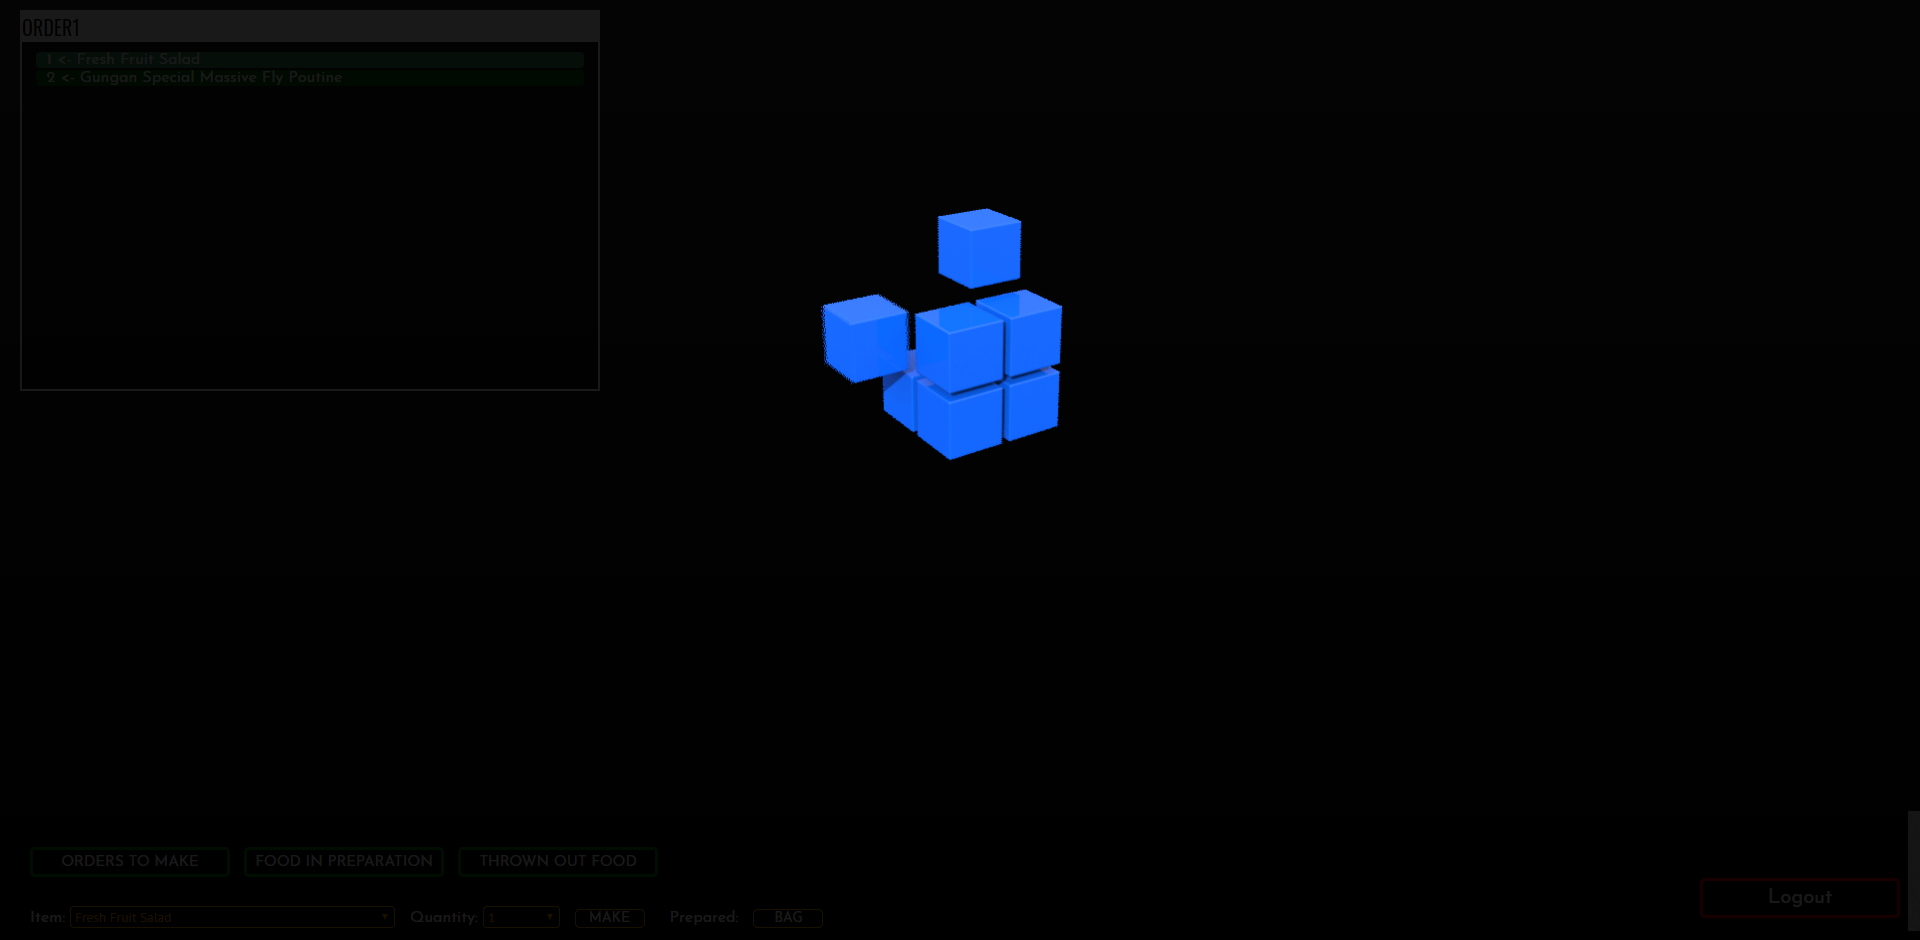 ORDER1
1 <- Fresh Fruit Salad
2 <- Gungan Special Massive Fly Poutine
ORDERS TO MAKE FOOD IN PREPARATION THROWN OUT FOOD
Logout
Item: Fresh Fruit Salad Quantity: 1 MAKE Prepared: BAG